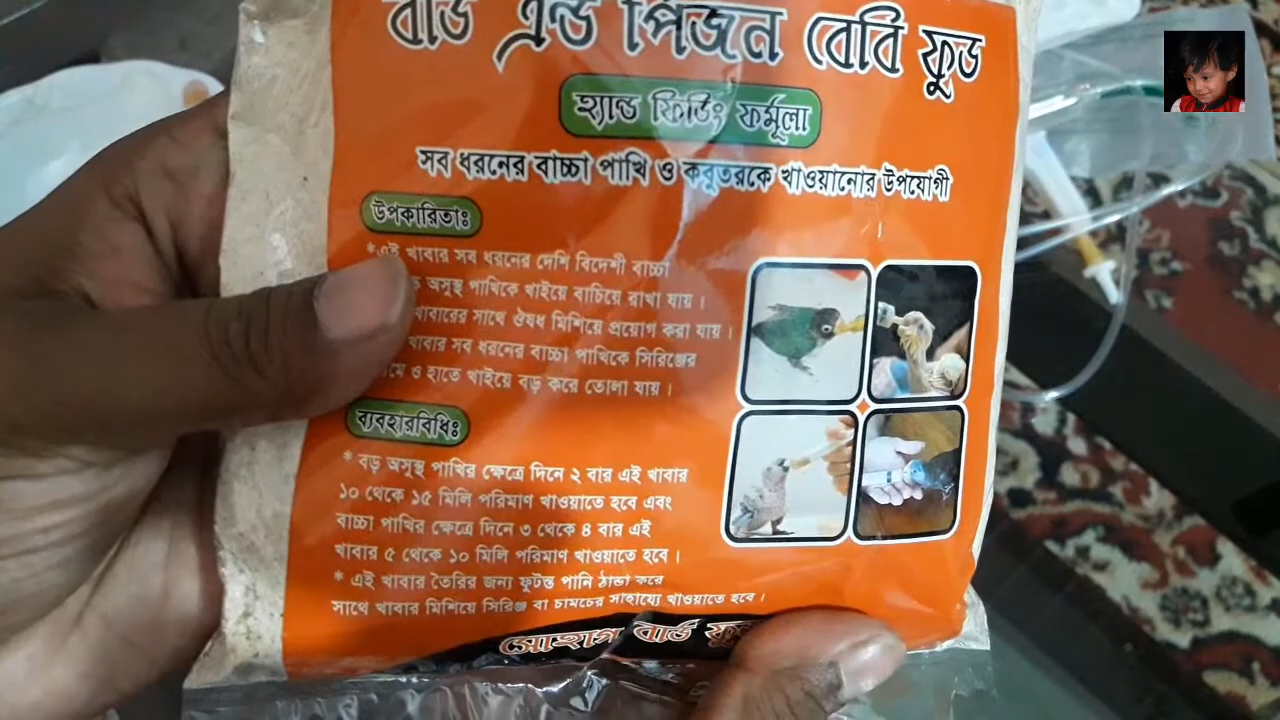 বার্ড এন্ড পিজন বেবি ফুড
হ্যান্ড ফিডিং ফর্মূলা
সব ধরনের বাচ্চা পাখি ও কবুতরকে খাওয়ানোর উপযোগী
উপকারিতাঃ
*এই খাবার সব ধরনের দেশি বিদেশী বাচ্চা
অসুস্থ পাখিকে খাইয়ে বাচিয়ে রাখা যায় ।
খাবারের সাথে ঔষধ মিশিয়ে প্রয়োগ করা যায় ।
খাবার সব ধরনের বাচ্চা পাখিকে সিরিঞ্জের
ও হাতে খাইয়ে বড় করে তোলা যায় ।
ব্যবহারবিধিঃ
* বড় অসুস্থ পাখির ক্ষেত্রে দিনে ২ বার এই খাবার
১০ থেকে ১৫ মিলি পরিমাণ খাওয়াতে হবে এবং
বাচ্চা পাখির ক্ষেত্রে দিনে ৩ থেকে ৪ বার এই
খাবার ৫ থেকে ১০ মিলি পরিমাণ খাওয়াতে হবে ।
* এই খাবার তৈরির জন্য ফুটন্ত পানি ঠান্ডা করে
সাথে খাবার মিশিয়ে সিরিঞ্জ বা চামচের সাহায্যে খাওয়াতে হবে ।
সোহাগ বার্ড